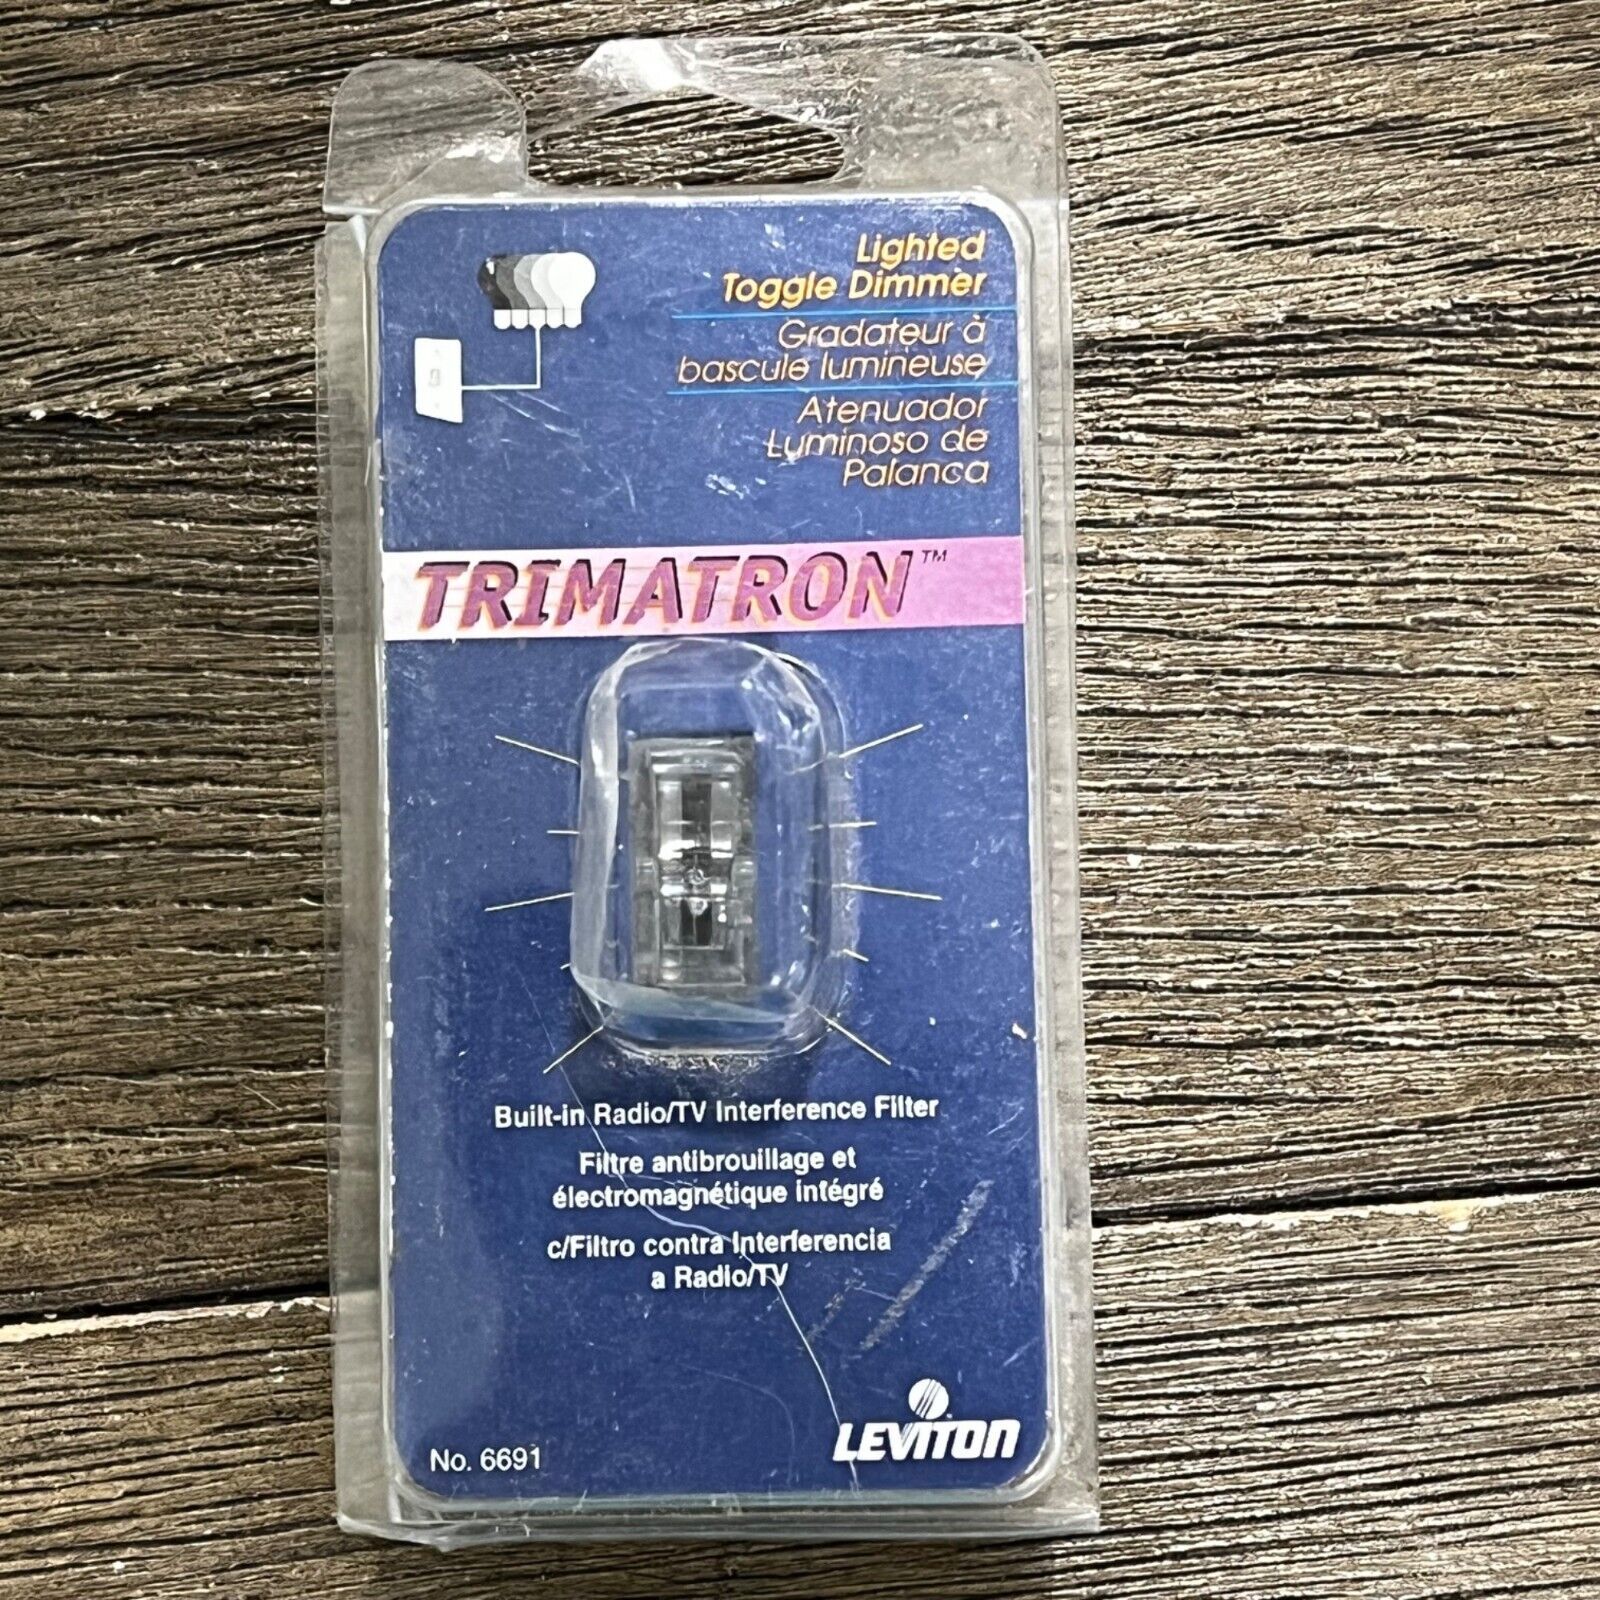 Lighted
Toggle Dimmer
Gradateur à
bascule lumineuse
Atenuador
Luminoso de
Palanca
TRIMATRON™
Built-in Radio/TV Interference Filter
Filtre antibrouillage et
électromagnétique intégré
c/Filtro contra Interferencia
a Radio/TV
LEVITON
No. 6691